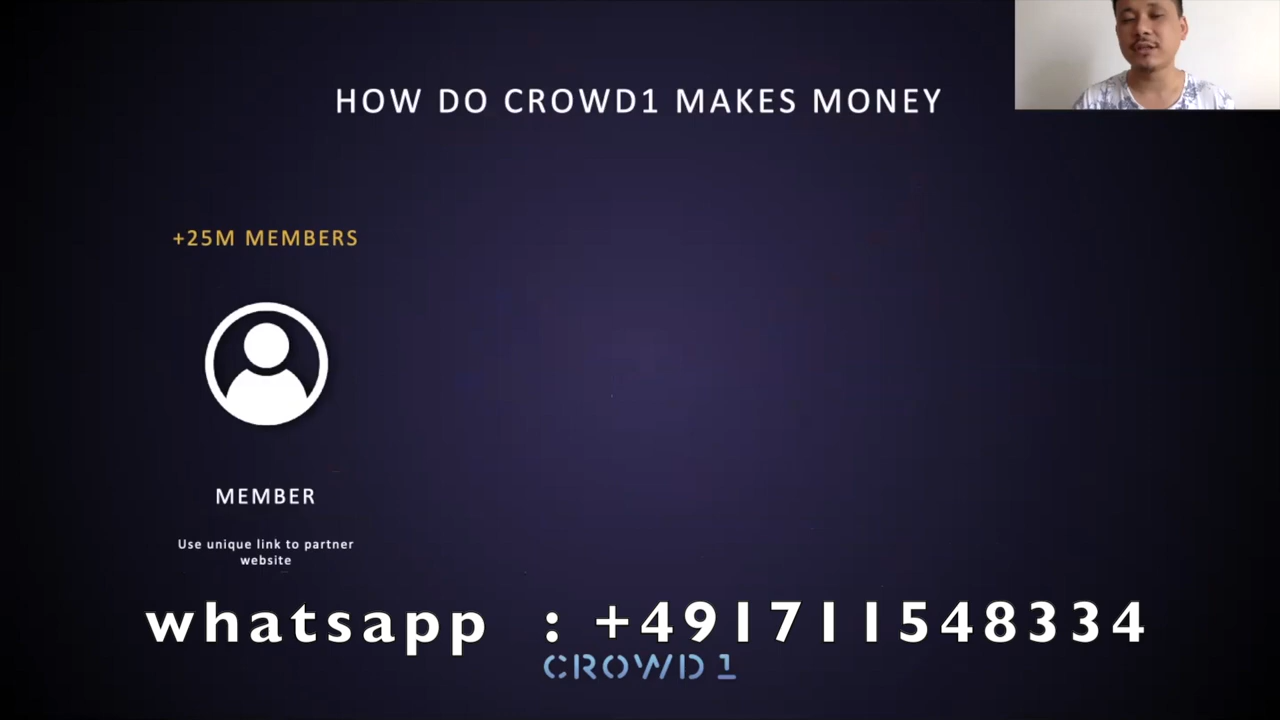 HOW DO CROWD1 MAKES MONEY
+25M MEMBERS
MEMBER
Use unique link to partner
website
whatsapp : +491711548334
CROWD1